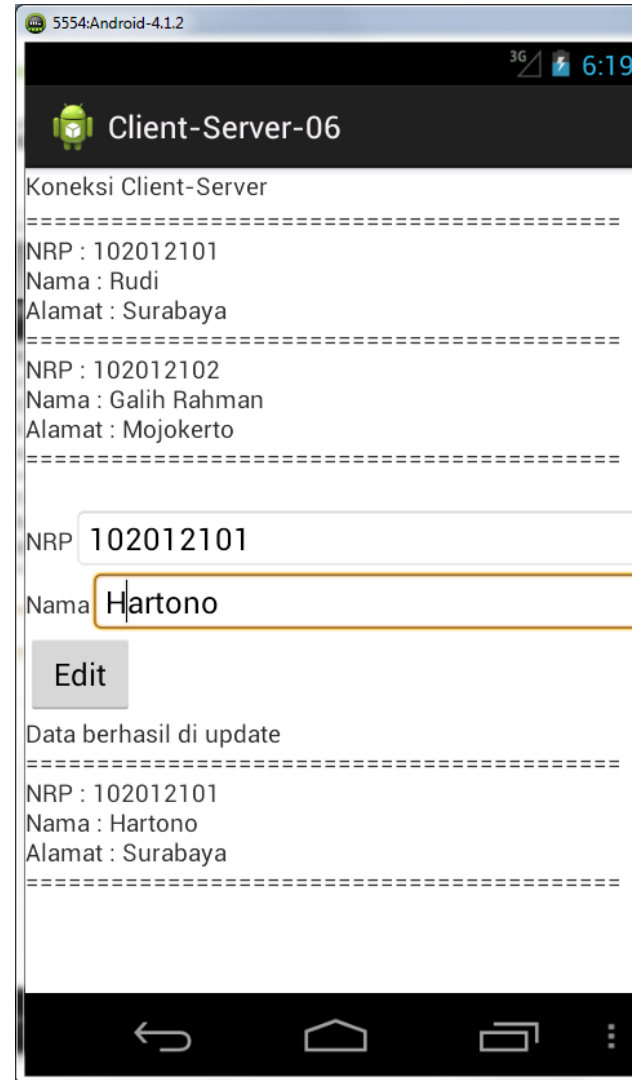 5554:Android-4.1.2
3G 6:19
Client-Server-06
Koneksi Client-Server
==========================================
NRP : 102012101
Nama : Rudi
Alamat : Surabaya
==========================================
NRP : 102012102
Nama : Galih Rahman
Alamat : Mojokerto
==========================================
NRP 102012101
Nama Hartono
Edit
Data berhasil di update
==========================================
NRP : 102012101
Nama : Hartono
Alamat : Surabaya
==========================================